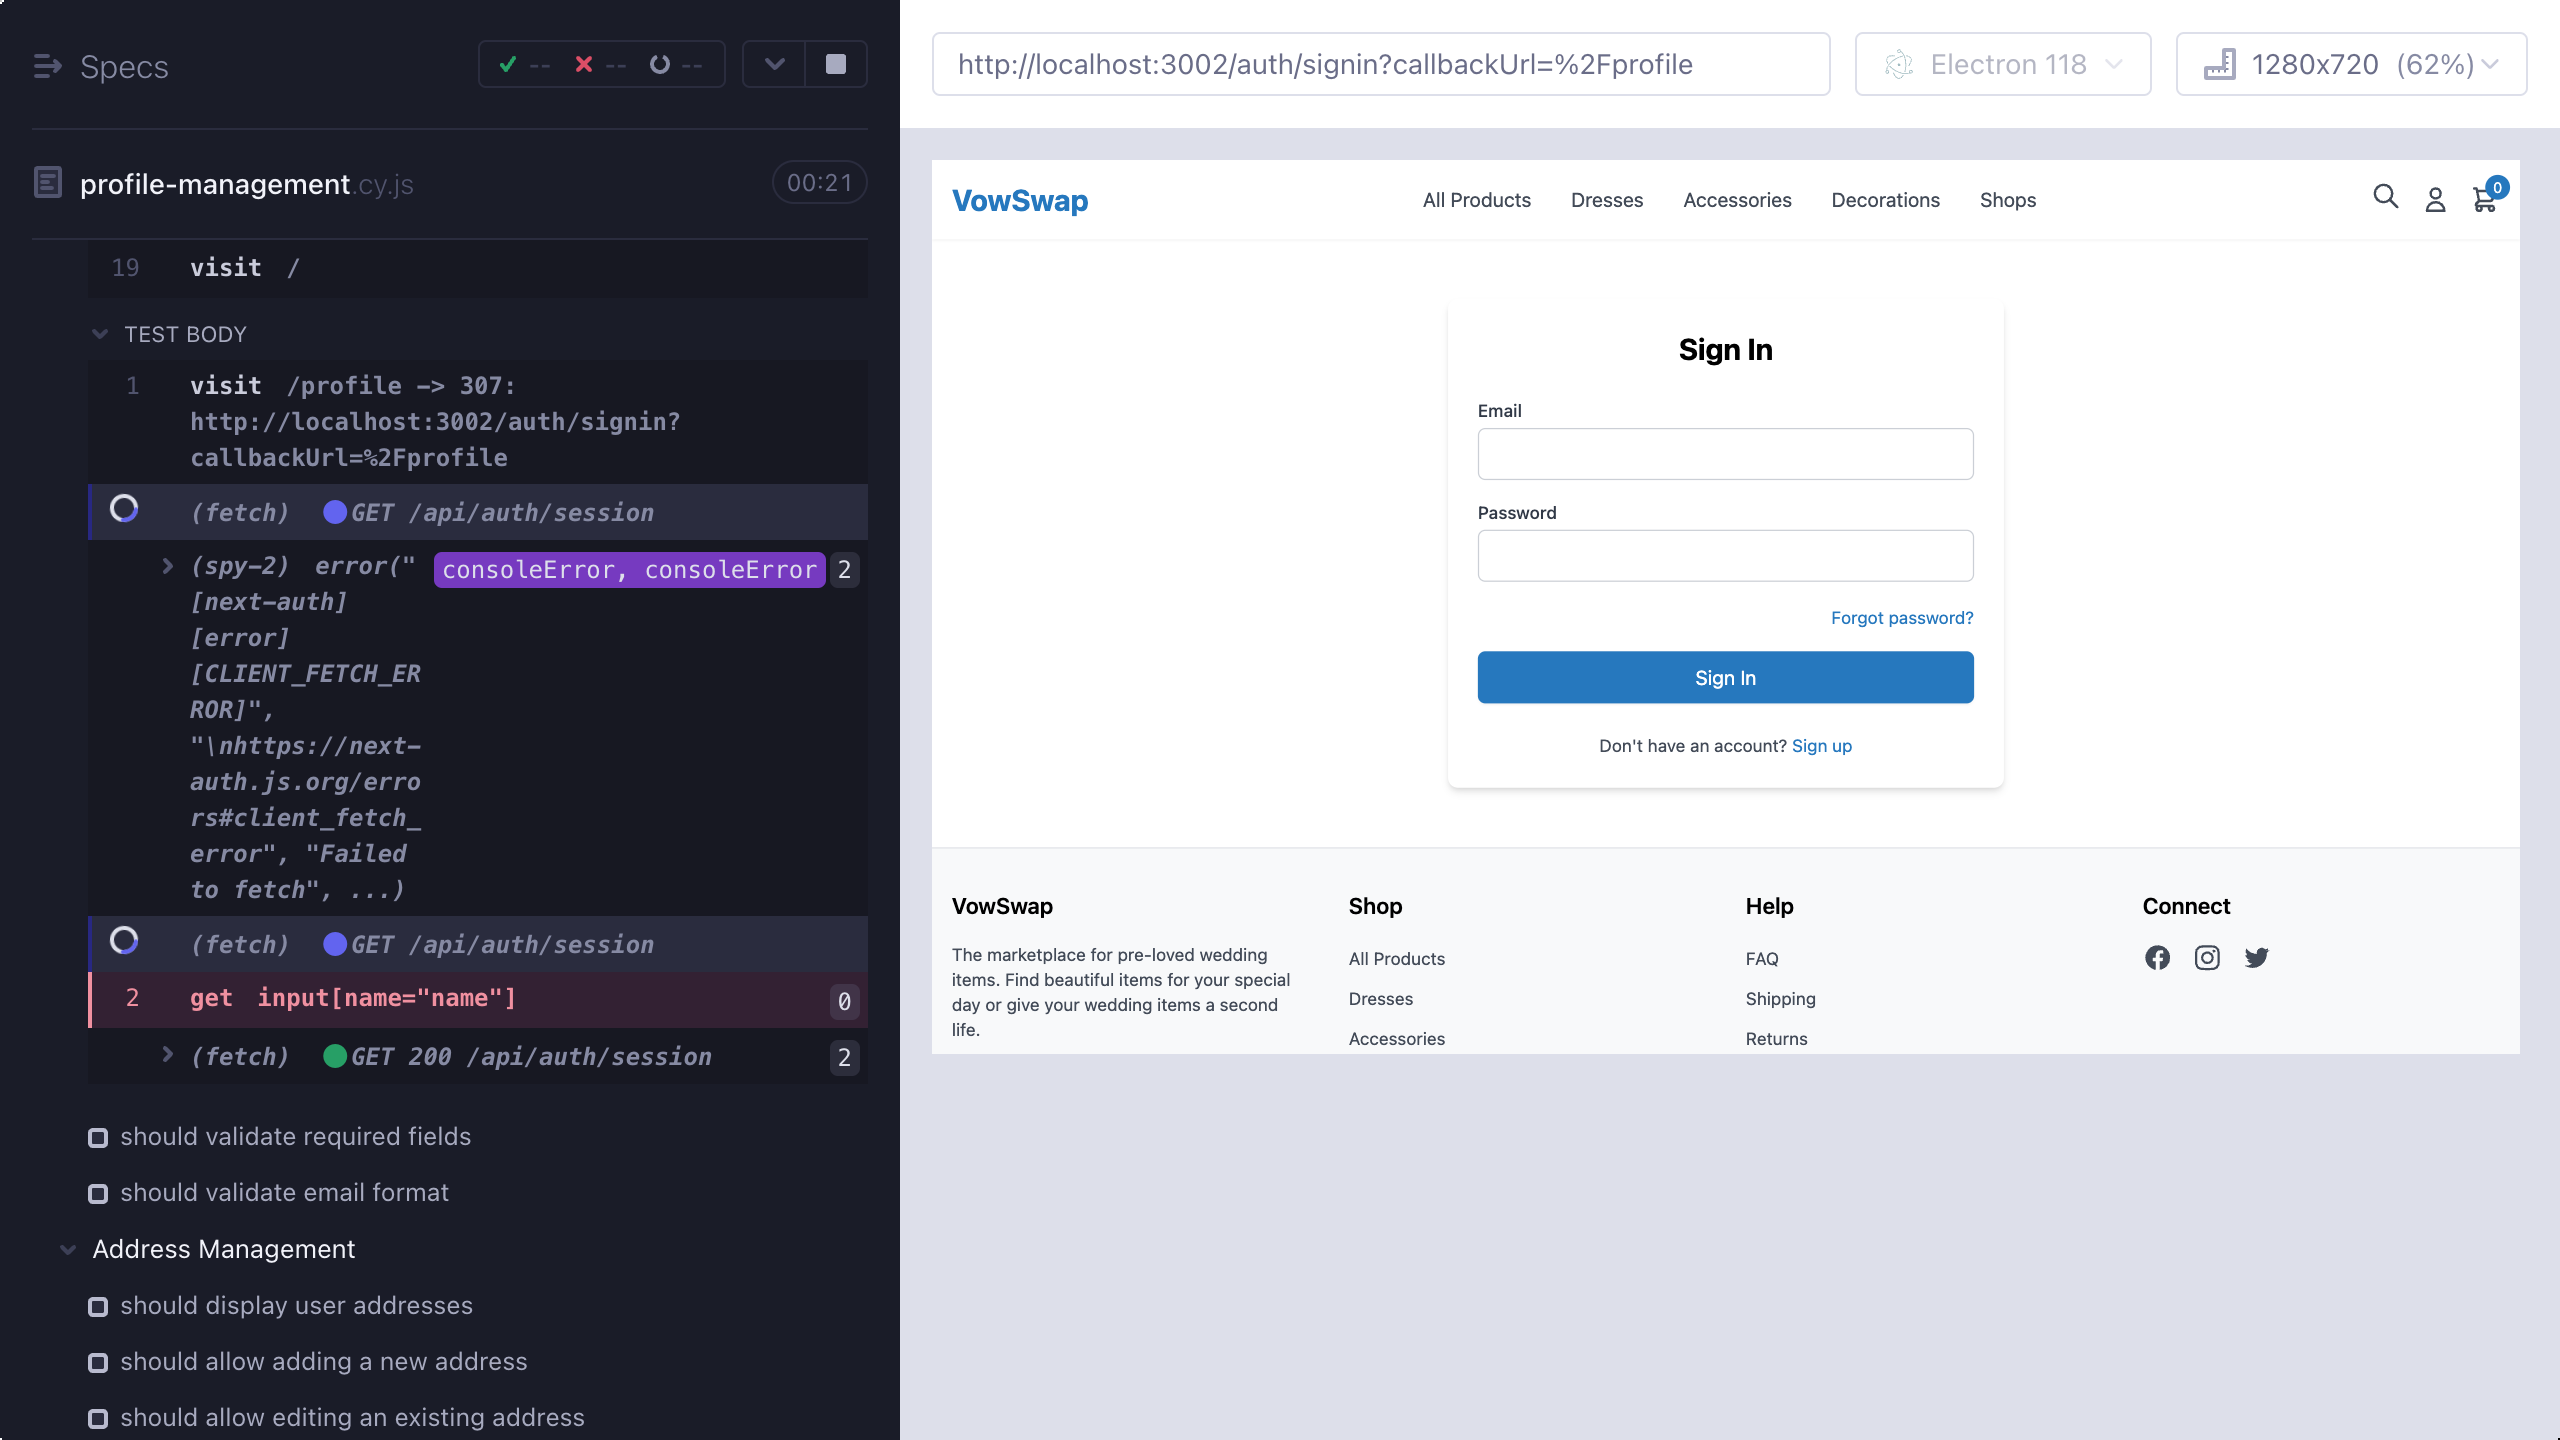 Specs
-- -- --
profile-management.cy.js
00:21
19 visit /
TEST BODY
1 visit /profile -> 307:
http://localhost:3002/auth/signin?
callbackUrl=%2Fprofile
(fetch) GET /api/auth/session
(spy-2) error(" consoleError, consoleError 2
[next-auth]
[error]
[CLIENT_FETCH_ER
ROR]",
"\nhttps://next-
auth.js.org/erro
rs#client_fetch_
error", "Failed
to fetch", ...)
(fetch) GET /api/auth/session
2 get input[name="name"] 0
(fetch) GET 200 /api/auth/session 2
should validate required fields
should validate email format
Address Management
should display user addresses
should allow adding a new address
should allow editing an existing address
http://localhost:3002/auth/signin?callbackUrl=%2Fprofile
Electron 118
1280x720 (62%)
VowSwap
All Products Dresses Accessories Decorations Shops
0
Sign In
Email
Password
Forgot password?
Sign In
Don't have an account? Sign up
VowSwap
The marketplace for pre-loved wedding
items. Find beautiful items for your special
day or give your wedding items a second
life.
Shop
All Products
Dresses
Accessories
Help
FAQ
Shipping
Returns
Connect